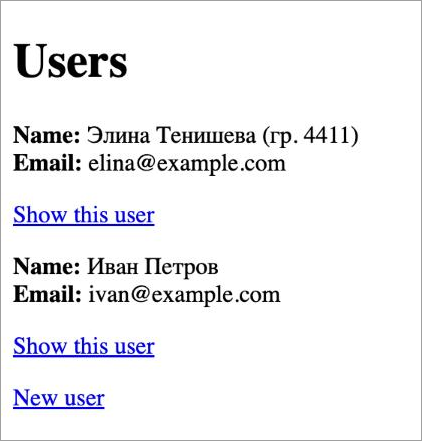 Users
Name: Элина Тенишева (гр. 4411)
Email: elina@example.com
Show this user
Name: Иван Петров
Email: ivan@example.com
Show this user
New user